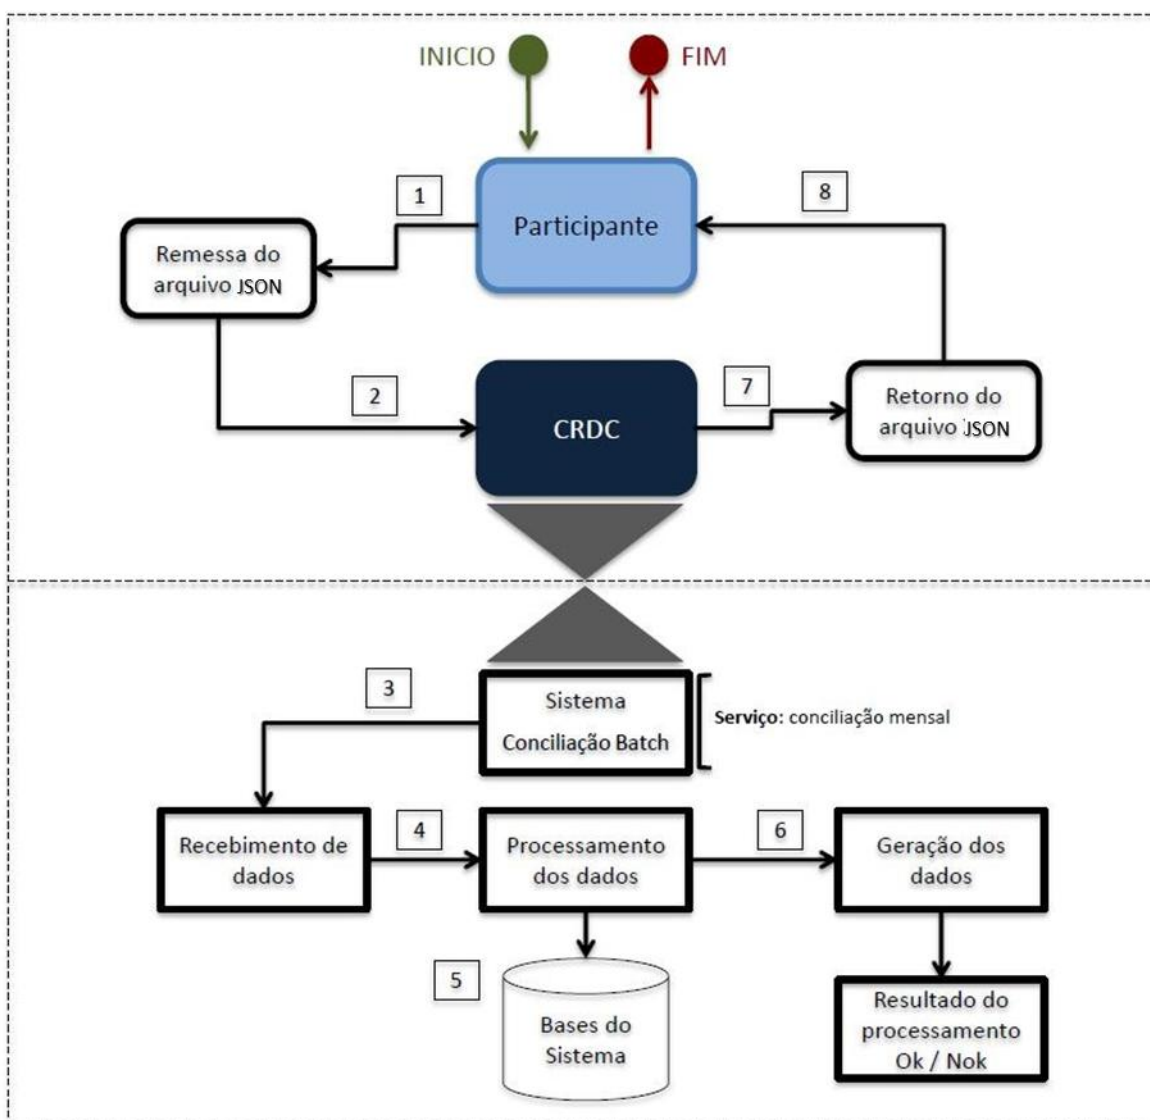 INICIO
FIM
1
8
Participante
Remessa do
arquivo JSON
2
7
CRDC
Retorno do
arquivo JSON
3
Sistema
Conciliação Batch
Serviço: conciliação mensal
Recebimento de
dados
4
Processamento
dos dados
6
Geração dos
dados
5
Bases do
Sistema
Resultado do
processamento
Ok / Nok